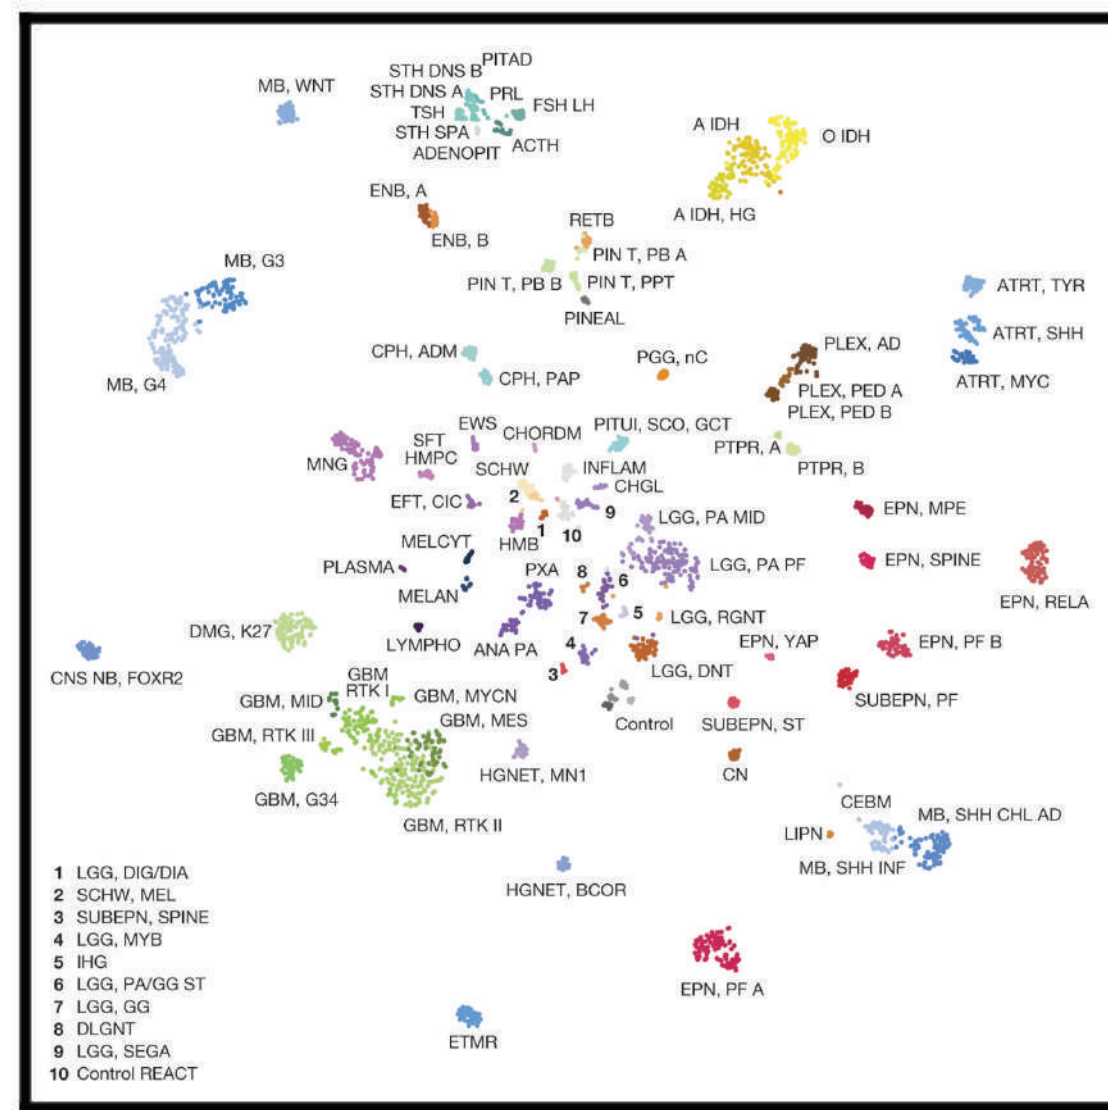 PITAD
STH DNS B
MB, WNT
STH DNS A
PRL
TSH
FSH LH
STH SPA
ACTH
ADENOPIT
A IDH
O IDH
ENB, A
A IDH, HG
RETB
ENB, B
PIN T, PB A
MB, G3
PIN T, PB B
PIN T, PPT
ATRT, TYR
PINEAL
ATRT, SHH
CPH, ADM
PGG, nC
PLEX, AD
CPH, PAP
ATRT, MYC
MB, G4
PLEX, PED A
PLEX, PED B
EWS
CHORDM
PITUI, SCO, GCT
SFT
HMPC
PTPR, A
MNG
SCHW
INFLAM
PTPR, B
2
CHGL
EFT, CIC
9
EPN, MPE
1
10
LGG, PA MID
HMB
MELCYT
PLASMA
PXA
8
6
LGG, PA PF
EPN, SPINE
MELAN
EPN, RELA
7
5
LGG, RGNT
DMG, K27
LYMPHO
ANA PA
4
EPN, YAP
EPN, PF B
CNS NB, FOXR2
3
LGG, DNT
GBM
RTK I
GBM, MID
GBM, MYCN
SUBEPN, PF
GBM, MES
Control
SUBEPN, ST
GBM, RTK III
HGNET, MN1
CN
GBM, G34
CEBM
GBM, RTK II
MB, SHH CHL AD
LIPN
MB, SHH INF
HGNET, BCOR
1 LGG, DIG/DIA
2 SCHW, MEL
3 SUBEPN, SPINE
4 LGG, MYB
5 IHG
6 LGG, PA/GG ST
7 LGG, GG
8 DLGNT
9 LGG, SEGA
10 Control REACT
EPN, PF A
ETMR